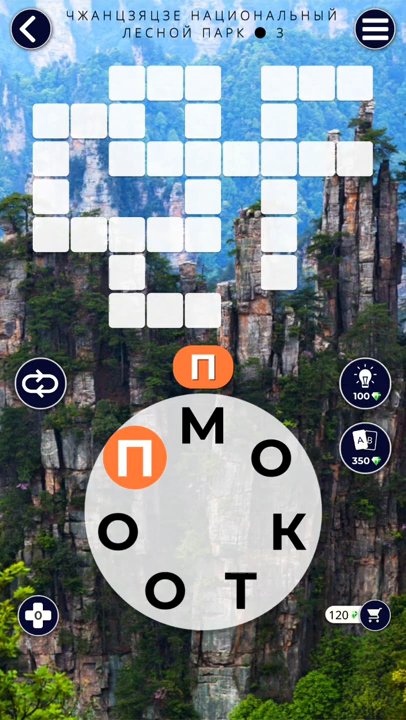 ЧЖАНЦЗЯЦЗЕ НАЦИОНАЛЬНЫЙ
ЛЕСНОЙ ПАРК ● 3
П
100
A B
350
М
П
О
О
К
О
Т
0
120 ₽